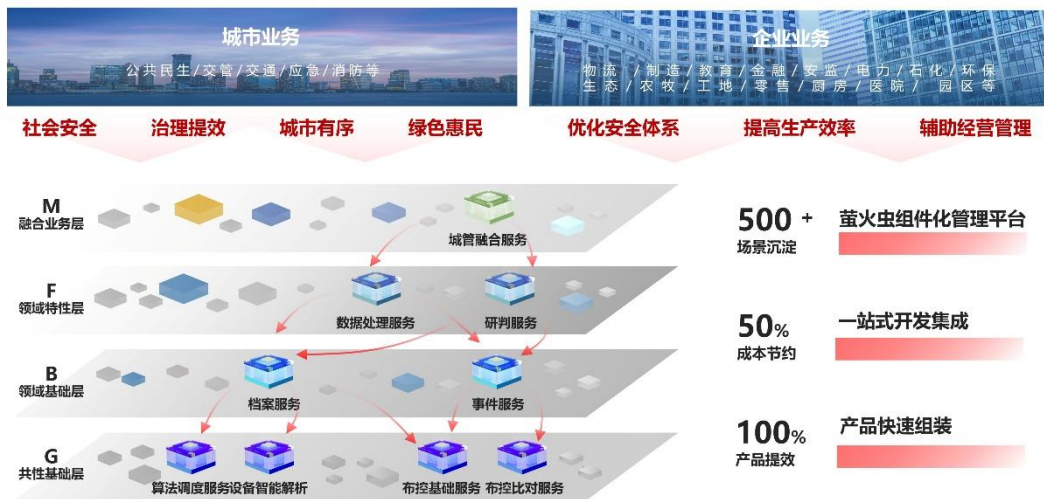 城市业务
公共民生/交管/交通/应急/消防等
企业业务
物流 /制造/教育/金融/安监/电力/石化/环保
生态/农牧/工地/零售/厨房/医院/ 园区等
社会安全 治理提效 城市有序 绿色惠民
优化安全体系 提高生产效率 辅助经营管理
M
融合业务层
城管融合服务
F
领域特性层
数据处理服务 研判服务
B
领域基础层
档案服务 事件服务
G
共性基础层
算法调度服务 设备智能解析 布控基础服务 布控比对服务
500 +
场景沉淀
萤火虫组件化管理平台
50%
成本节约
一站式开发集成
100%
产品提效
产品快速组装